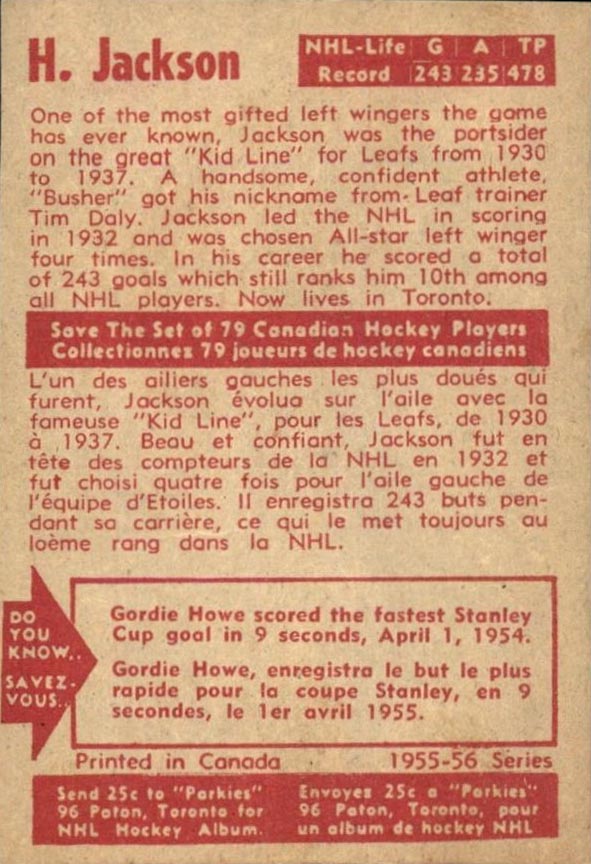 H. Jackson
NHL-Life G A TP
Record 243 235 478
One of the most gifted left wingers the game
has ever known, Jackson was the portsider
on the great "Kid Line" for Leafs from 1930
to 1937. A handsome, confident athlete,
"Busher" got his nickname from Leaf trainer
Tim Daly. Jackson led the NHL in scoring
in 1932 and was chosen All-star left winger
four times. In his career he scored a total
of 243 goals which still ranks him 10th among
all NHL players. Now lives in Toronto.
Save The Set of 79 Canadian Hockey Players
Collectionnez 79 joueurs de hockey canadiens
L'un des ailiers gauches les plus doués qui
furent, Jackson évolua sur l'aile avec la
fameuse "Kid Line", pour les Leafs, de 1930
à 1937. Beau et confiant, Jackson fut en
tête des compteurs de la NHL en 1932 et
fut choisi quatre fois pour l'aile gauche de
l'équipe d'Etoiles. Il enregistra 243 buts pen-
dant sa carrière, ce qui le met toujours au
loème rang dans la NHL.
DO
YOU
KNOW..
SAVEZ-
VOUS..
Gordie Howe scored the fastest Stanley
Cup goal in 9 seconds, April 1, 1954.
Gordie Howe, enregistra le but le plus
rapide pour la coupe Stanley, en 9
secondes, le 1er avril 1955.
Printed in Canada 1955-56 Series
Send 25c to "Parkies"
96 Paton, Toronto for
NHL Hockey Album.
Envoyez 25c a "Parkies"
96 Paton, Toronto, pour
un album de hockey NHL